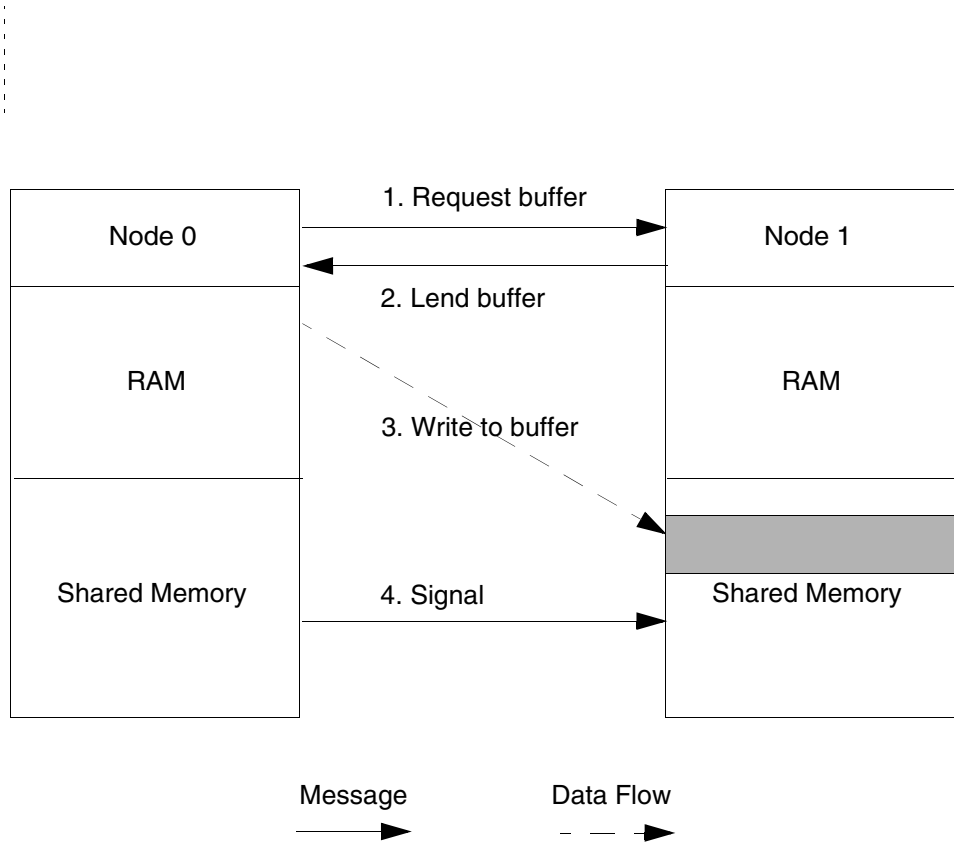 1. Request buffer
Node 0
Node 1
2. Lend buffer
RAM
RAM
3. Write to buffer
Shared Memory
4. Signal
Shared Memory
Message
Data Flow